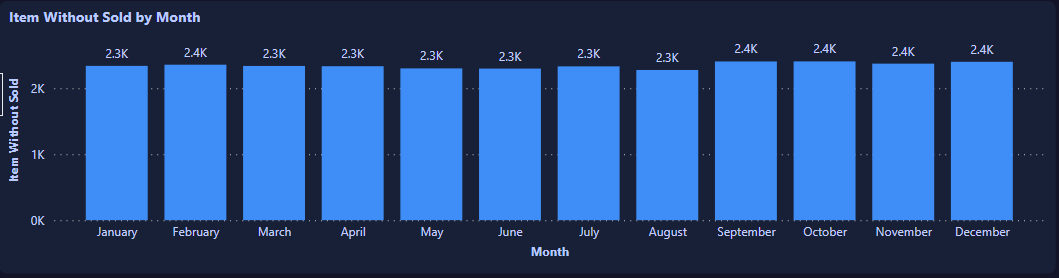 Item Without Sold by Month
Item Without Sold
2K
1K
0K
2.3K 2.4K 2.3K 2.3K 2.3K 2.3K 2.3K 2.3K 2.4K 2.4K 2.4K 2.4K
January February March April May June July August September October November December
Month